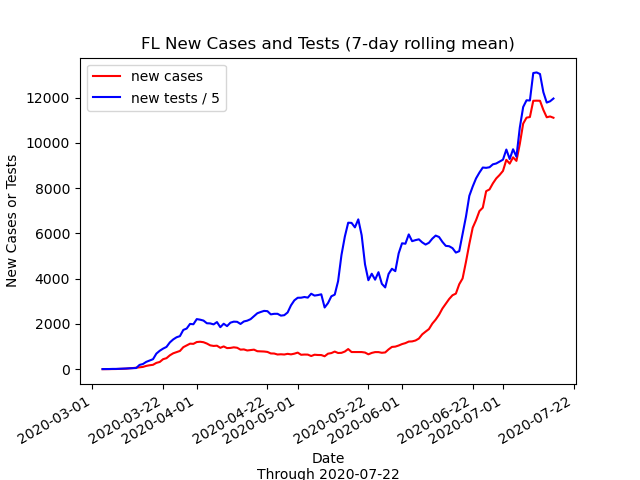 FL New Cases and Tests (7-day rolling mean)
new cases
new tests / 5
New Cases or Tests
12000
10000
8000
6000
4000
2000
0
2020-03-01
2020-03-22
2020-04-01
2020-04-22
2020-05-01
2020-05-22
2020-06-01
2020-06-22
2020-07-01
2020-07-22
Date
Through 2020-07-22